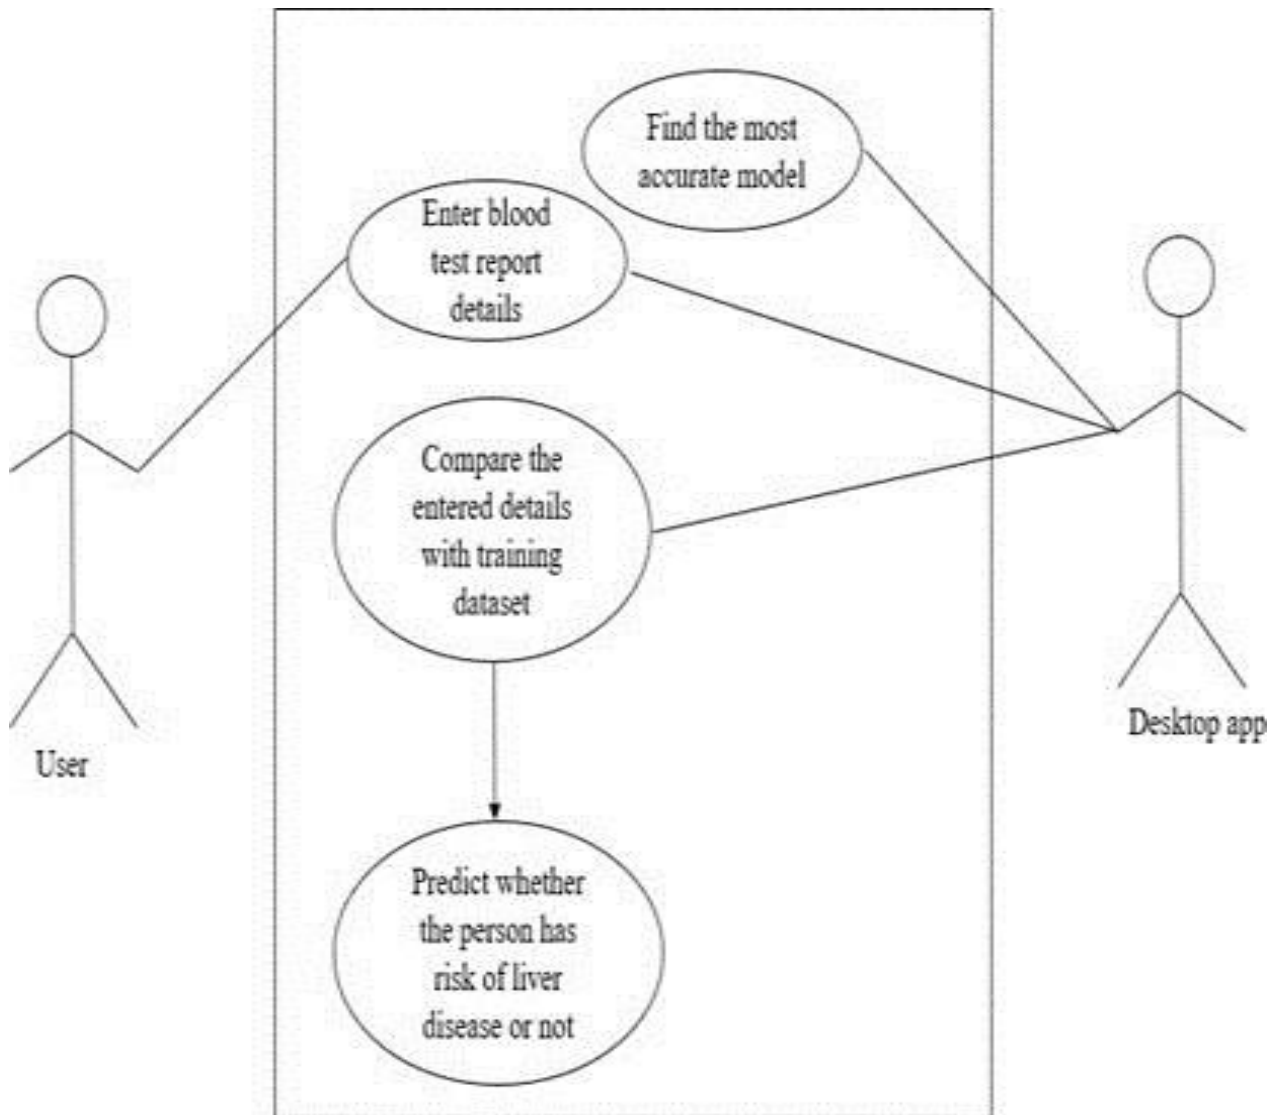 Find the most
accurate model
Enter blood
test report
details
Compare the
entered details
with training
dataset
Desktop app
User
Predict whether
the person has
risk of liver
disease or not